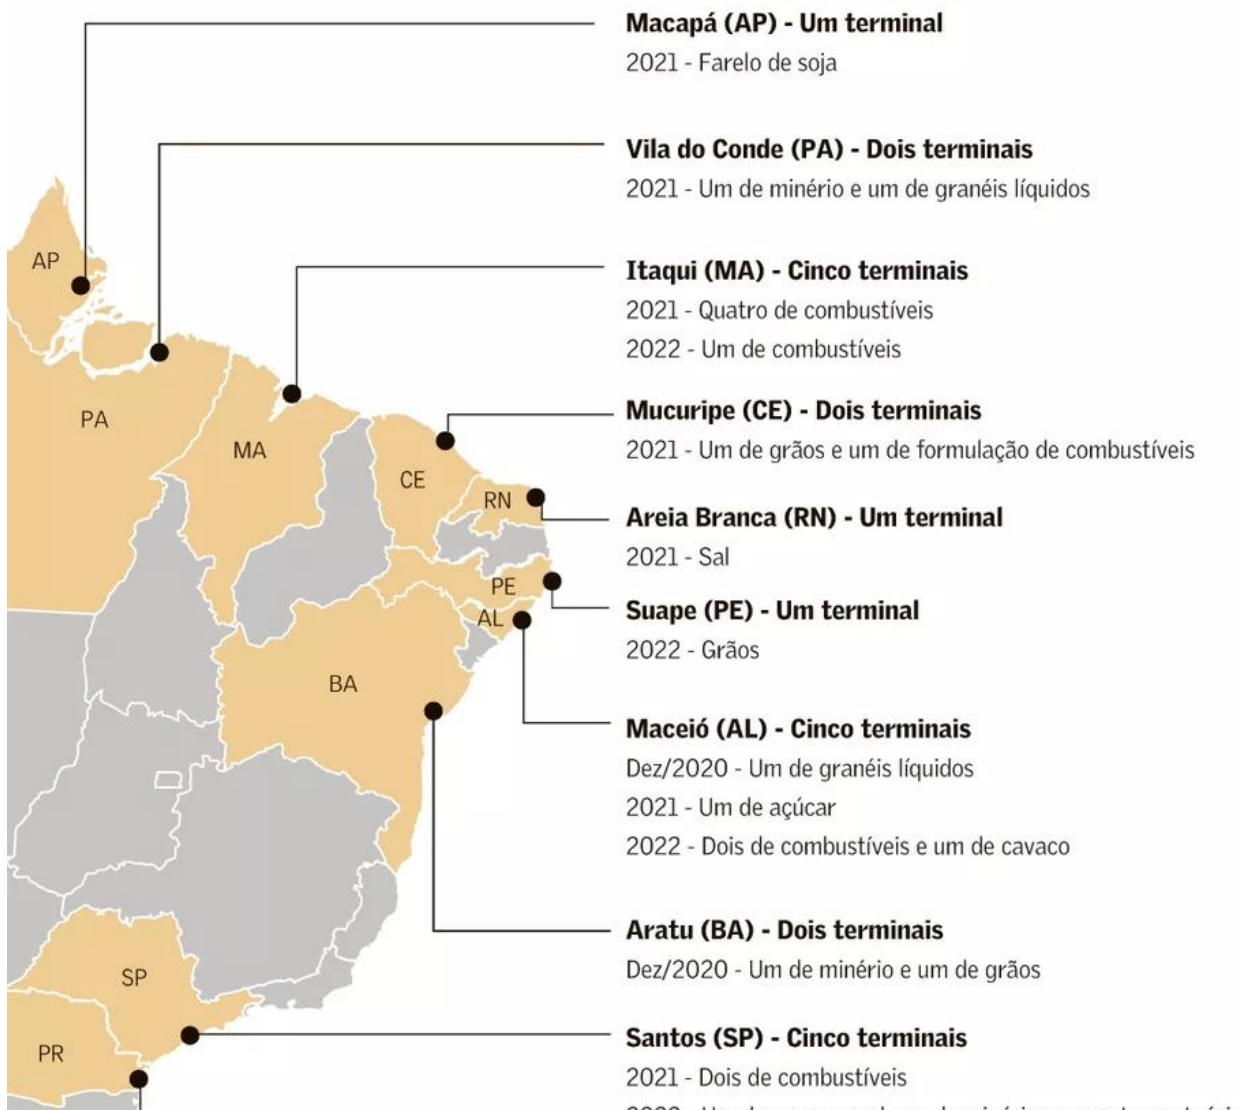 Macapá (AP) - Um terminal
2021 - Farelo de soja
Vila do Conde (PA) - Dois terminais
2021 - Um de minério e um de granéis líquidos
Itaqui (MA) - Cinco terminais
2021 - Quatro de combustíveis
2022 - Um de combustíveis
Mucuripe (CE) - Dois terminais
2021 - Um de grãos e um de formulação de combustíveis
Areia Branca (RN) - Um terminal
2021 - Sal
Suape (PE) - Um terminal
2022 - Grãos
Maceió (AL) - Cinco terminais
Dez/2020 - Um de granéis líquidos
2021 - Um de açúcar
2022 - Dois de combustíveis e um de cavaco
Aratu (BA) - Dois terminais
Dez/2020 - Um de minério e um de grãos
Santos (SP) - Cinco terminais
2021 - Dois de combustíveis
AP
PA
MA
CE
RN
PE
AL
BA
SP
PR